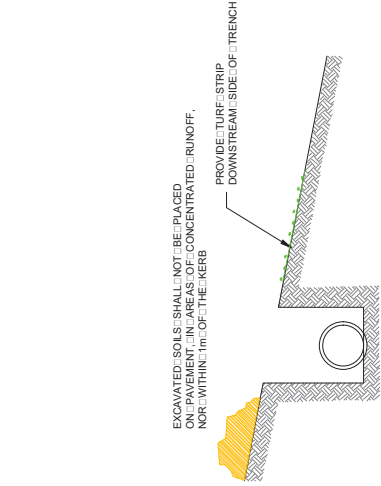 EXCAVATED□SOILS□SHALL□NOT□BE□PLACED
ON□PAVEMENT,□IN□AREAS□OF□CONCENTRATED□RUNOFF,
NOR□WITHIN□1m□OF□THE□KERB
PROVIDE□TURF□STRIP
DOWNSTREAM□SIDE□OF□TRENCH